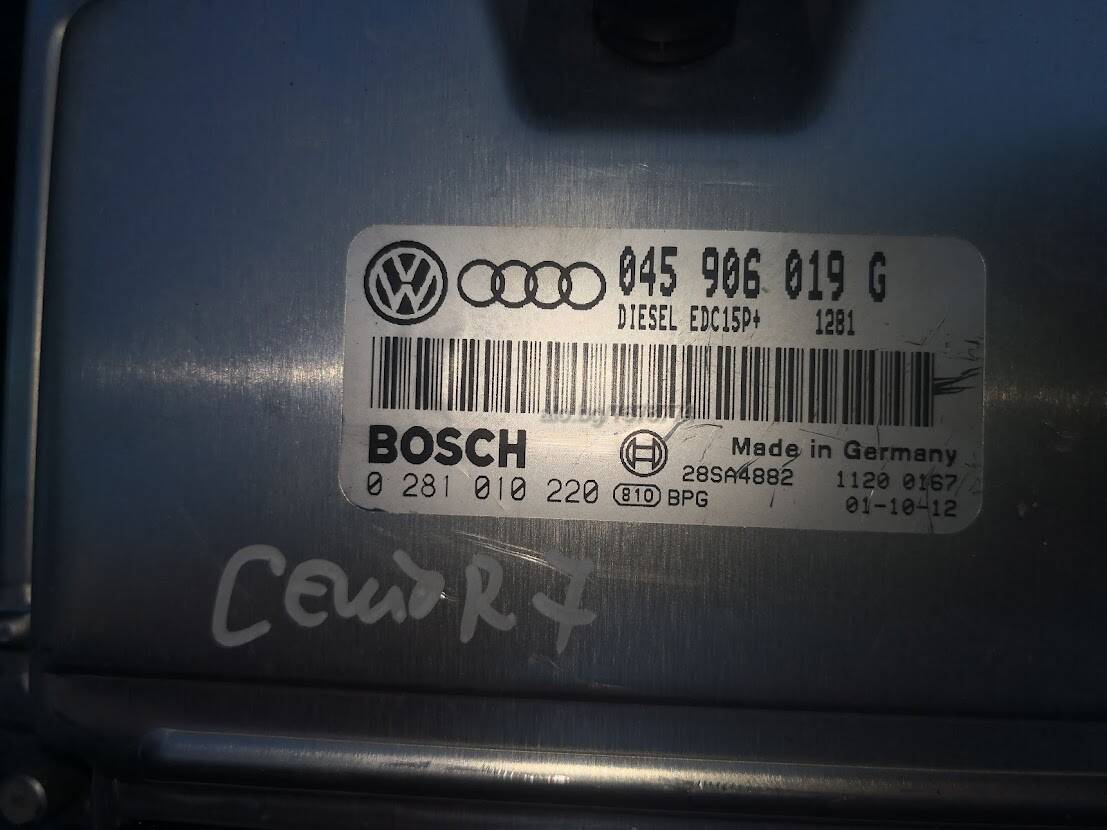 045 906 019 G
DIESEL EDC15P+ 1281
BOSCH
Made in Germany
28SA4882 1120 0167
0 281 010 220 810 BPG 01-10-12
R 7